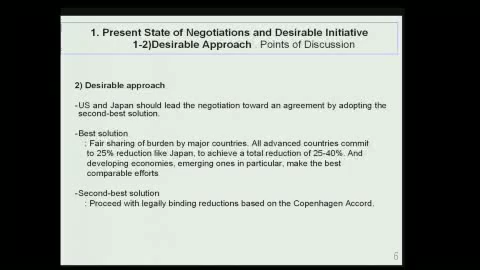 1. Present State of Negotiations and Desirable Initiative
1-2)Desirable Approach . Points of Discussion
2) Desirable approach
-US and Japan should lead the negotiation toward an agreement by adopting the
second-best solution.
-Best solution
: Fair sharing of burden by major countries. All advanced countries commit
to 25% reduction like Japan, to achieve a total reduction of 25-40%. And
developing economies, emerging ones in particular, make the best
comparable efforts
-Second-best solution
: Proceed with legally binding reductions based on the Copenhagen Accord.
6